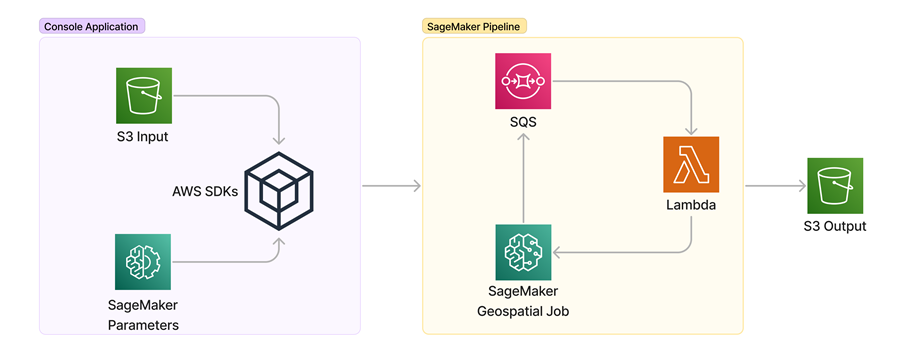 Console Application
S3 Input
AWS SDKs
SageMaker
Parameters
SageMaker Pipeline
SQS
Lambda
SageMaker
Geospatial Job
S3 Output